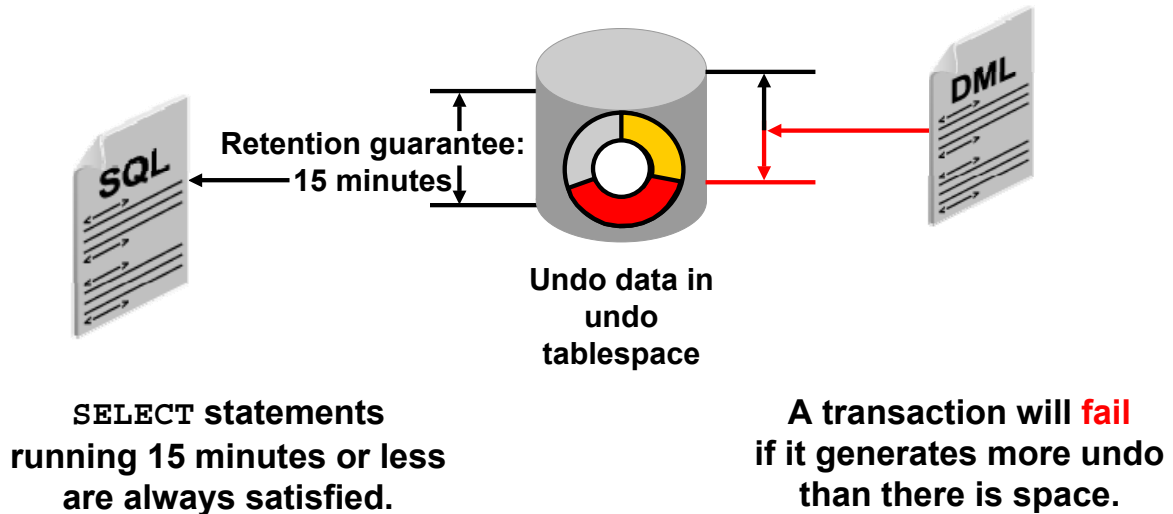 SQL
Retention guarantee:
15 minutes
DML
Undo data in
undo
tablespace
SELECT statements
running 15 minutes or less
are always satisfied.
A transaction will fail
if it generates more undo
than there is space.